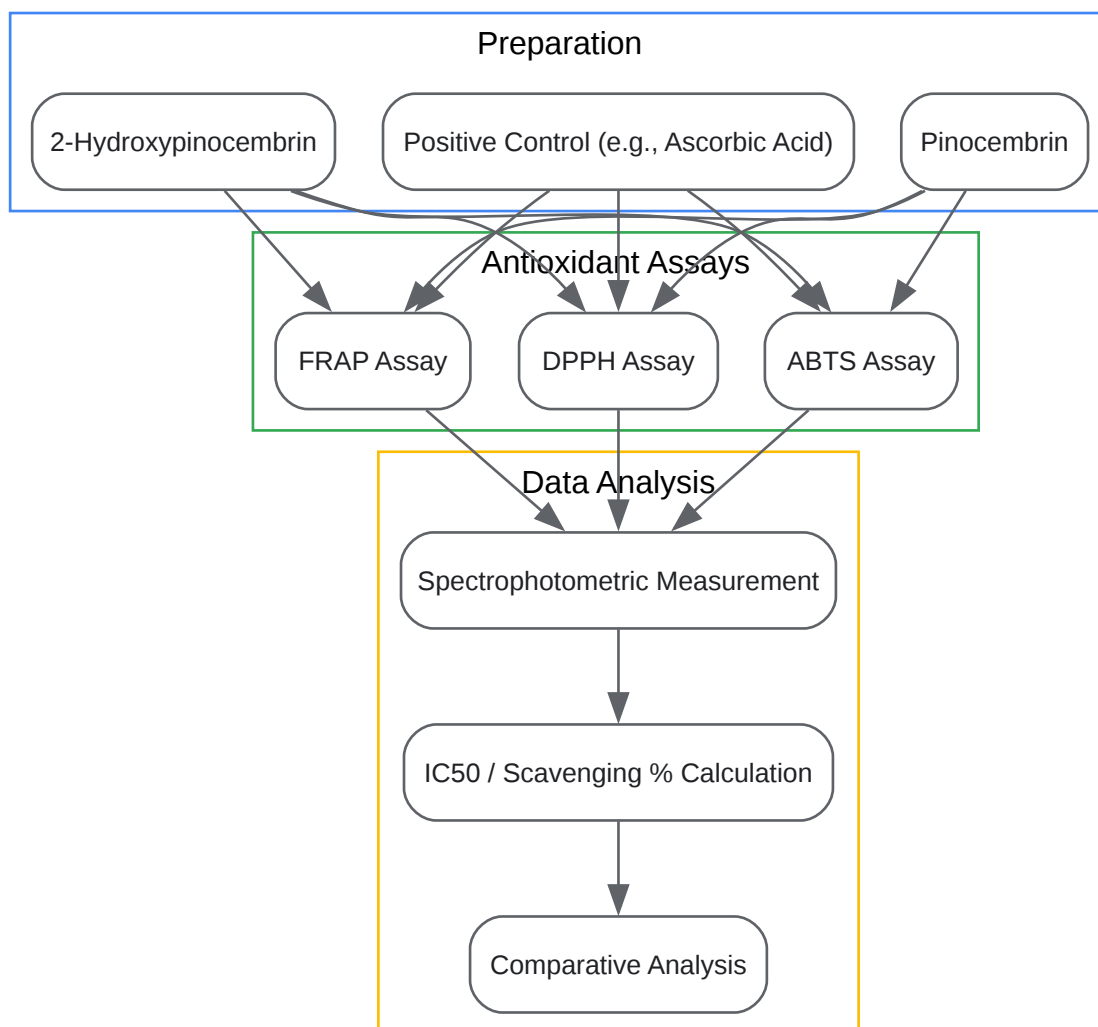 Preparation
2-Hydroxypinocembrin
Positive Control (e.g., Ascorbic Acid)
Pinocembrin
Antioxidant Assays
FRAP Assay
DPPH Assay
ABTS Assay
Data Analysis
Spectrophotometric Measurement
IC50 / Scavenging % Calculation
Comparative Analysis